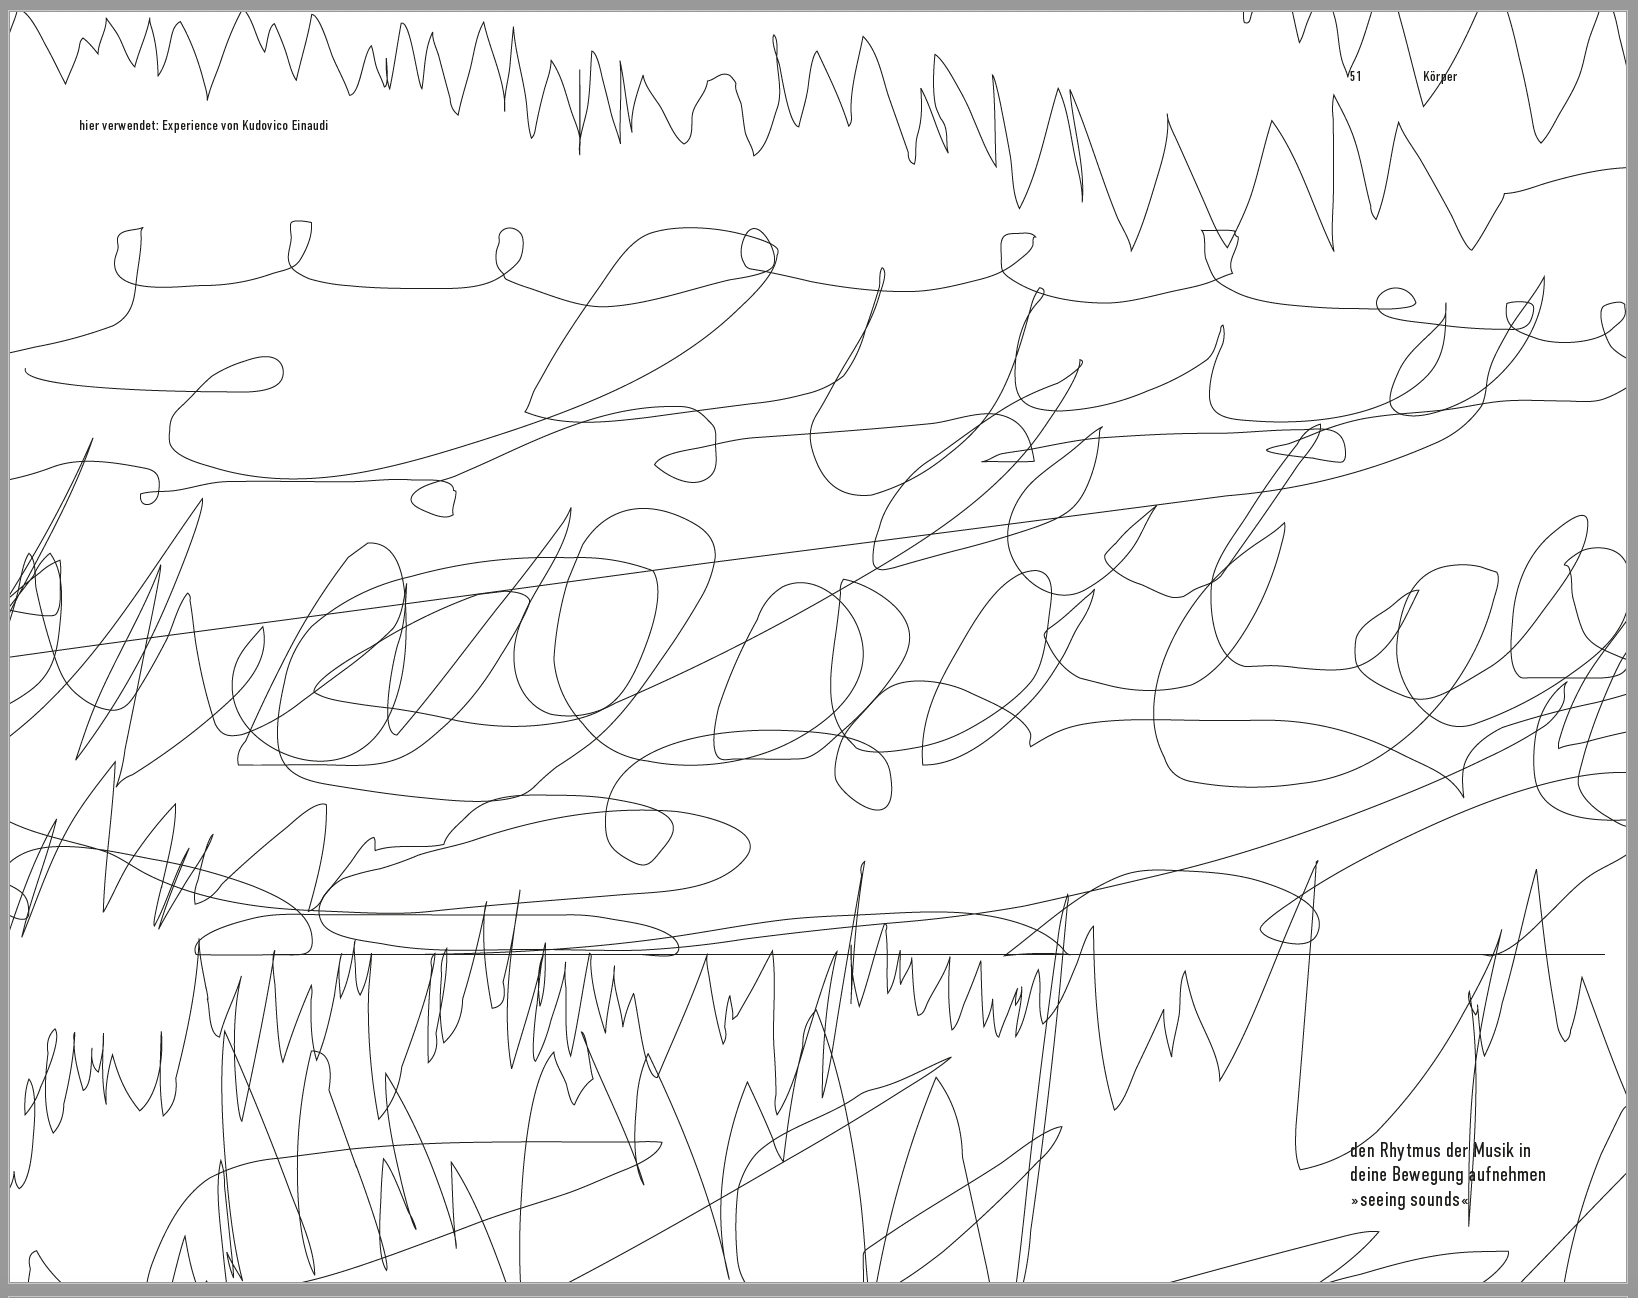 51 Körper
hier verwendet: Experience von Kudovico Einaudi
den Rhytmus der Musik in
deine Bewegung aufnehmen
»seeing sounds«